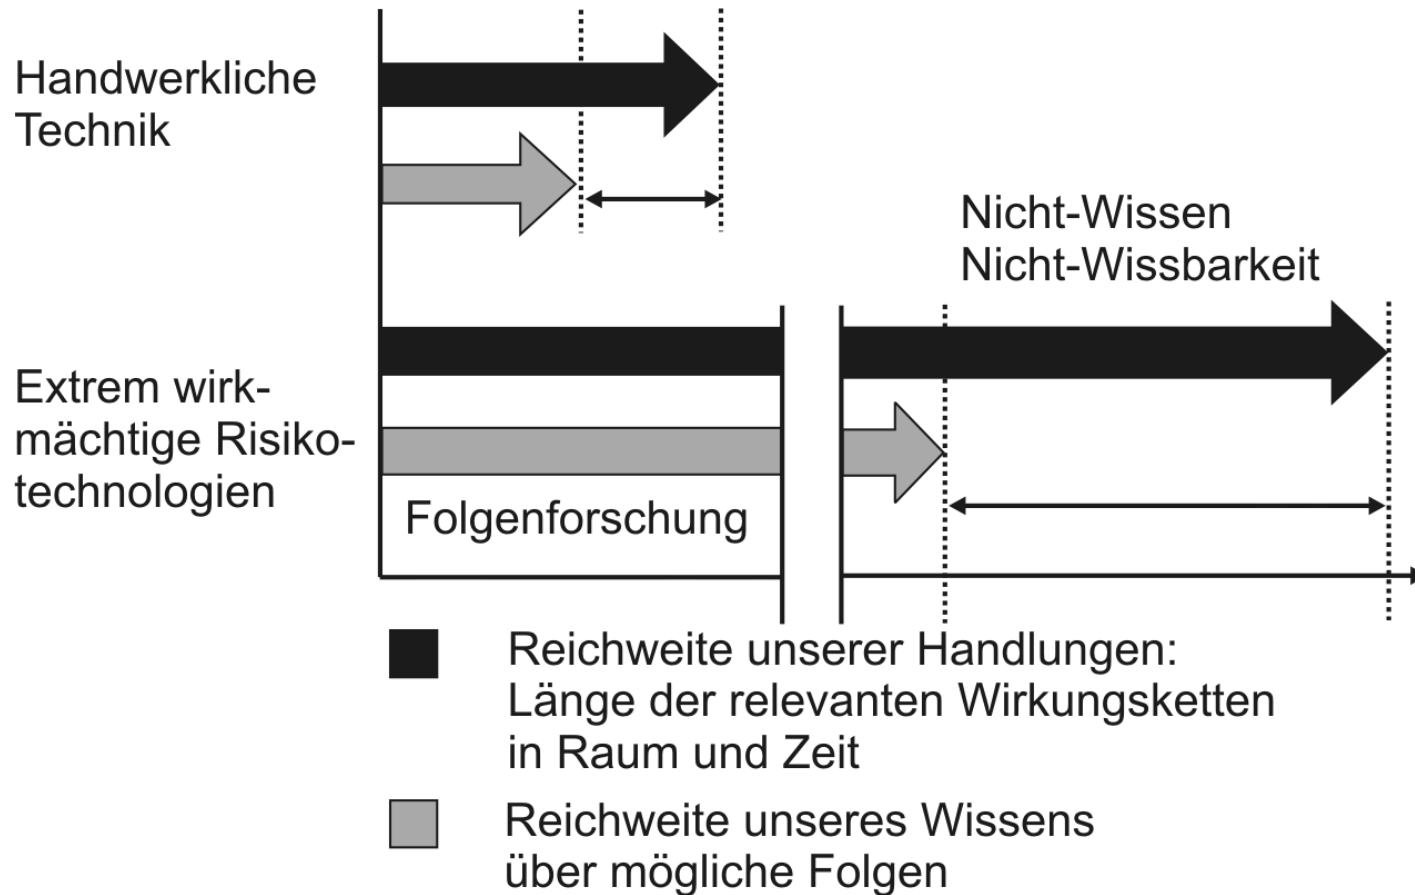 Handwerkliche
Technik
Nicht-Wissen
Nicht-Wissbarkeit
Extrem wirk-
mächtige Risiko-
technologien
Folgenforschung
Reichweite unserer Handlungen:
Länge der relevanten Wirkungsketten
in Raum und Zeit
Reichweite unseres Wissens
über mögliche Folgen